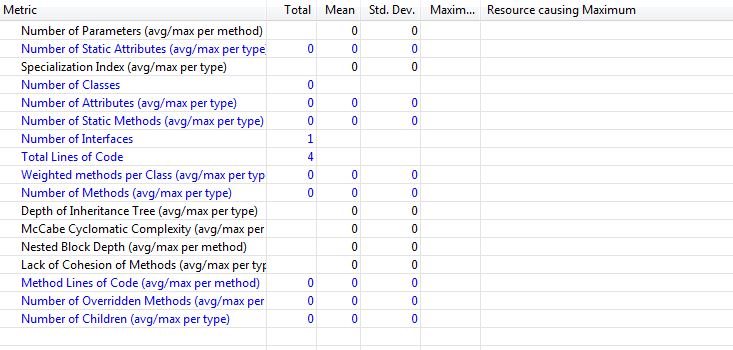 Metric Total Mean Std. Dev. Maxim... Resource causing Maximum
Number of Parameters (avg/max per method) 0 0
Number of Static Attributes (avg/max per type 0 0 0
Specialization Index (avg/max per type) 0 0
Number of Classes 0
Number of Attributes (avg/max per type) 0 0 0
Number of Static Methods (avg/max per type) 0 0 0
Number of Interfaces 1
Total Lines of Code 4
Weighted methods per Class (avg/max per typ 0 0 0
Number of Methods (avg/max per type) 0 0 0
Depth of Inheritance Tree (avg/max per type) 0 0
McCabe Cyclomatic Complexity (avg/max per 0 0
Nested Block Depth (avg/max per method) 0 0
Lack of Cohesion of Methods (avg/max per typ 0 0
Method Lines of Code (avg/max per method) 0 0 0
Number of Overridden Methods (avg/max per 0 0 0
Number of Children (avg/max per type) 0 0 0